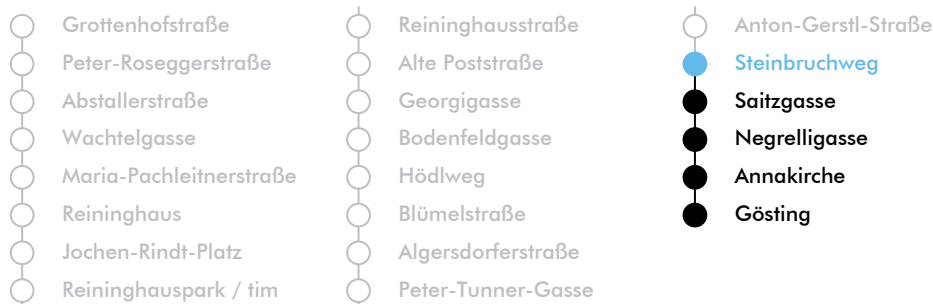 Grottenhofstraße
Peter-Roseggerstraße
Abstallerstraße
Wachtelgasse
Maria-Pachleitnerstraße
Reininghaus
Jochen-Rindt-Platz
Reininghauspark / tim
Reininghausstraße
Alte Poststraße
Georgigasse
Bodenfeldgasse
Hödlweg
Blümelstraße
Algersdorferstraße
Peter-Tunner-Gasse
Anton-Gerstl-Straße
Steinbruchweg
Saitzgasse
Negrelligasse
Annakirche
Gösting